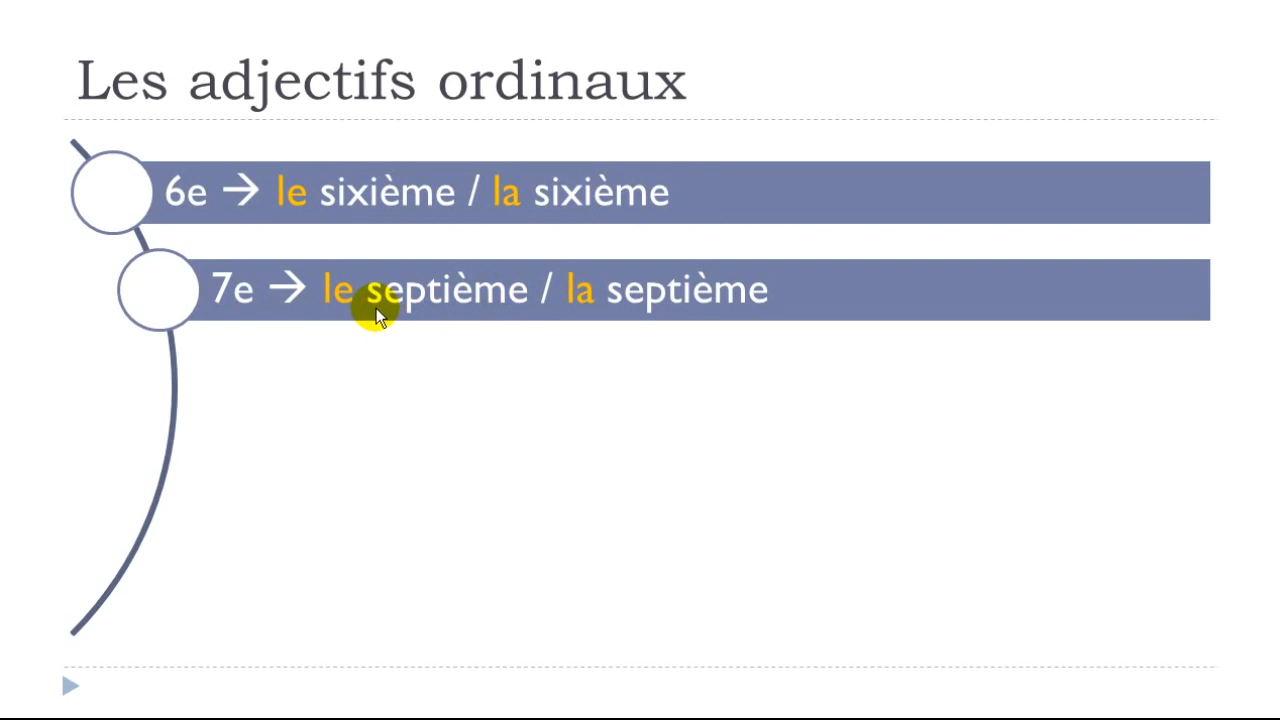 Les adjectifs ordinaux
6e → le sixième / la sixième
7e → le septième / la septième